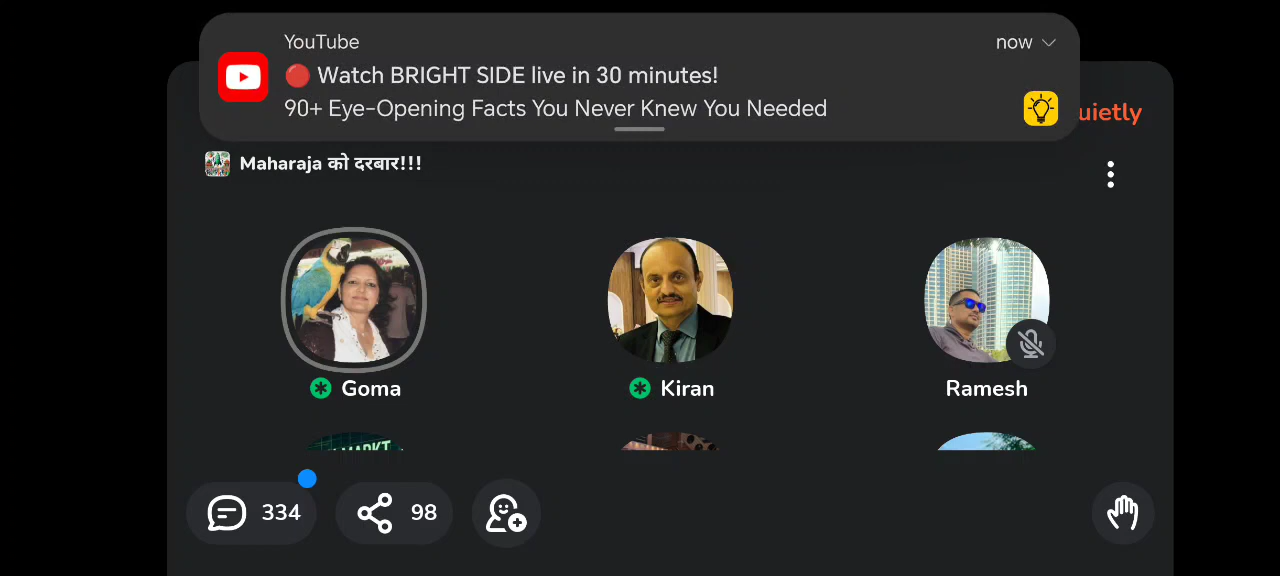 YouTube
now
🔴 Watch BRIGHT SIDE live in 30 minutes!
90+ Eye-Opening Facts You Never Knew You Needed
uietly
Maharaja को दरबार!!!
Goma
Kiran
Ramesh
MARKT
334
98